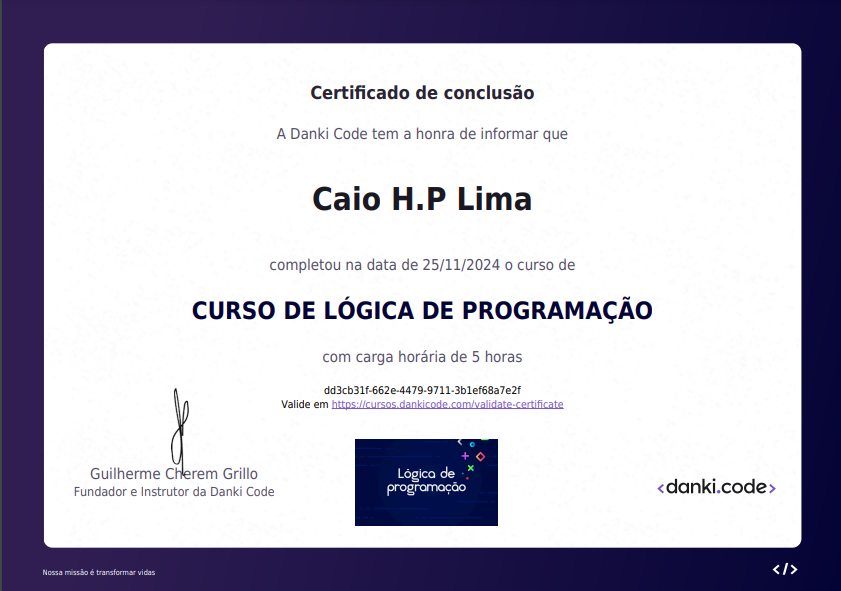 Certificado de conclusão
A Danki Code tem a honra de informar que
Caio H.P Lima
completou na data de 25/11/2024 o curso de
CURSO DE LÓGICA DE PROGRAMAÇÃO
com carga horária de 5 horas
dd3cb31f-662e-4479-9711-3b1ef68a7e2f
Valide em https://cursos.dankicode.com/validate-certificate
Guilherme Cherem Grillo
Fundador e Instrutor da Danki Code
Lógica de
programação
<danki.code>
Nossa missão é transformar vidas
</>